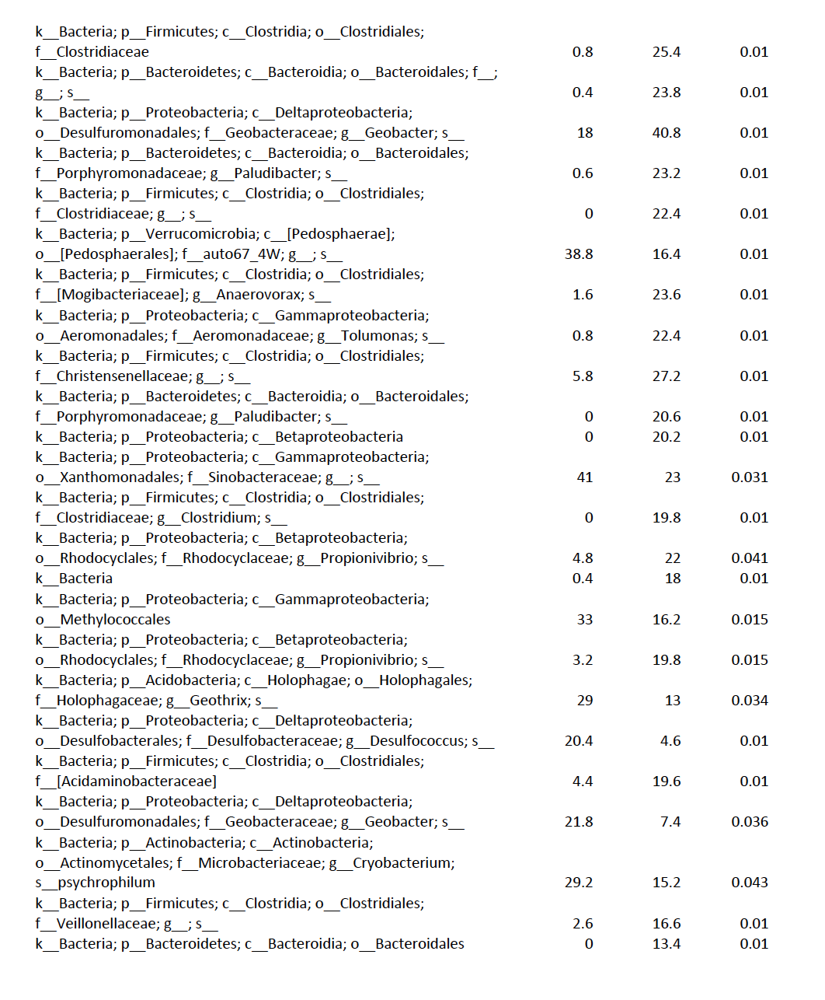 k__Bacteria; p__Firmicutes; c__Clostridia; o__Clostridiales;
f__Clostridiaceae 0.8 25.4 0.01
k__Bacteria; p__Bacteroidetes; c__Bacteroidia; o__Bacteroidales; f__;
g__; s__ 0.4 23.8 0.01
k__Bacteria; p__Proteobacteria; c__Deltaproteobacteria;
o__Desulfuromonadales; f__Geobacteraceae; g__Geobacter; s__ 18 40.8 0.01
k__Bacteria; p__Bacteroidetes; c__Bacteroidia; o__Bacteroidales;
f__Porphyromonadaceae; g__Paludibacter; s__ 0.6 23.2 0.01
k__Bacteria; p__Firmicutes; c__Clostridia; o__Clostridiales;
f__Clostridiaceae; g__; s__ 0 22.4 0.01
k__Bacteria; p__Verrucomicrobia; c__[Pedosphaerae];
o__[Pedosphaerales]; f__auto67_4W; g__; s__ 38.8 16.4 0.01
k__Bacteria; p__Firmicutes; c__Clostridia; o__Clostridiales;
f__[Mogibacteriaceae]; g__Anaerovorax; s__ 1.6 23.6 0.01
k__Bacteria; p__Proteobacteria; c__Gammaproteobacteria;
o__Aeromonadales; f__Aeromonadaceae; g__Tolumonas; s__ 0.8 22.4 0.01
k__Bacteria; p__Firmicutes; c__Clostridia; o__Clostridiales;
f__Christensenellaceae; g__; s__ 5.8 27.2 0.01
k__Bacteria; p__Bacteroidetes; c__Bacteroidia; o__Bacteroidales;
f__Porphyromonadaceae; g__Paludibacter; s__ 0 20.6 0.01
k__Bacteria; p__Proteobacteria; c__Betaproteobacteria 0 20.2 0.01
k__Bacteria; p__Proteobacteria; c__Gammaproteobacteria;
o__Xanthomonadales; f__Sinobacteraceae; g__; s__ 41 23 0.031
k__Bacteria; p__Firmicutes; c__Clostridia; o__Clostridiales;
f__Clostridiaceae; g__Clostridium; s__ 0 19.8 0.01
k__Bacteria; p__Proteobacteria; c__Betaproteobacteria;
o__Rhodocyclales; f__Rhodocyclaceae; g__Propionivibrio; s__ 4.8 22 0.041
k__Bacteria 0.4 18 0.01
k__Bacteria; p__Proteobacteria; c__Gammaproteobacteria;
o__Methylococcales 33 16.2 0.015
k__Bacteria; p__Proteobacteria; c__Betaproteobacteria;
o__Rhodocyclales; f__Rhodocyclaceae; g__Propionivibrio; s__ 3.2 19.8 0.015
k__Bacteria; p__Acidobacteria; c__Holophagae; o__Holophagales;
f__Holophagaceae; g__Geothrix; s__ 29 13 0.034
k__Bacteria; p__Proteobacteria; c__Deltaproteobacteria;
o__Desulfobacterales; f__Desulfobacteraceae; g__Desulfococcus; s__ 20.4 4.6 0.01
k__Bacteria; p__Firmicutes; c__Clostridia; o__Clostridiales;
f__[Acidaminobacteraceae] 4.4 19.6 0.01
k__Bacteria; p__Proteobacteria; c__Deltaproteobacteria;
o__Desulfuromonadales; f__Geobacteraceae; g__Geobacter; s__ 21.8 7.4 0.036
k__Bacteria; p__Actinobacteria; c__Actinobacteria;
o__Actinomycetales; f__Microbacteriaceae; g__Cryobacterium;
s__psychrophilum 29.2 15.2 0.043
k__Bacteria; p__Firmicutes; c__Clostridia; o__Clostridiales;
f__Veillonellaceae; g__; s__ 2.6 16.6 0.01
k__Bacteria; p__Bacteroidetes; c__Bacteroidia; o__Bacteroidales 0 13.4 0.01